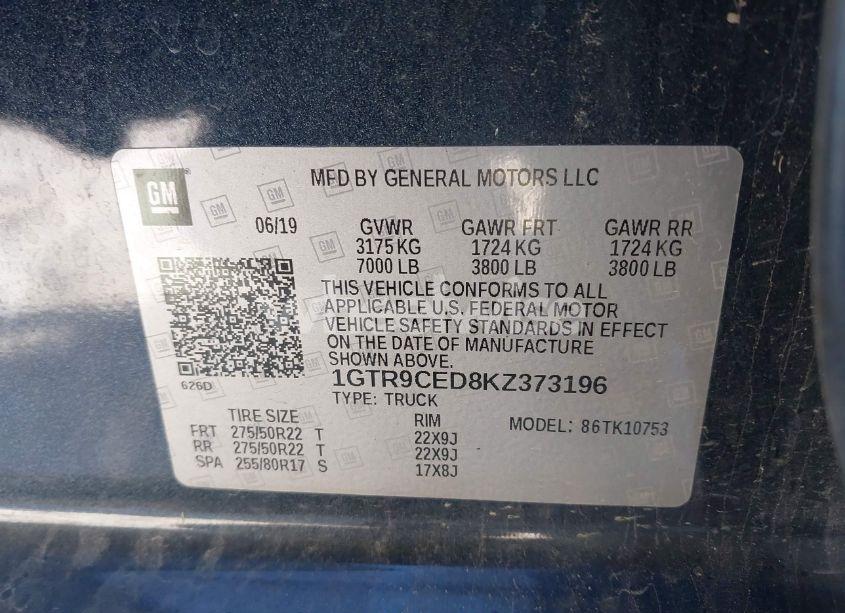 GM
MFD BY GENERAL MOTORS LLC
06/19 GVWR GAWR FRT GAWR RR
3175 KG 1724 KG 1724 KG
7000 LB 3800 LB 3800 LB
THIS VEHICLE CONFORMS TO ALL
APPLICABLE U.S. FEDERAL MOTOR
VEHICLE SAFETY STANDARDS IN EFFECT
ON THE DATE OF MANUFACTURE
SHOWN ABOVE.
626D
1GTR9CED8KZ373196
TYPE: TRUCK
TIRE SIZE RIM MODEL: 86TK10753
FRT 275/50R22 T 22X9J
RR 275/50R22 T 22X9J
SPA 255/80R17 S 17X8J